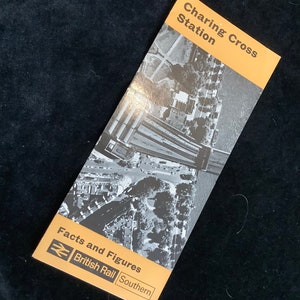 Charing Cross
Station
Facts and Figures
British Rail
Southern